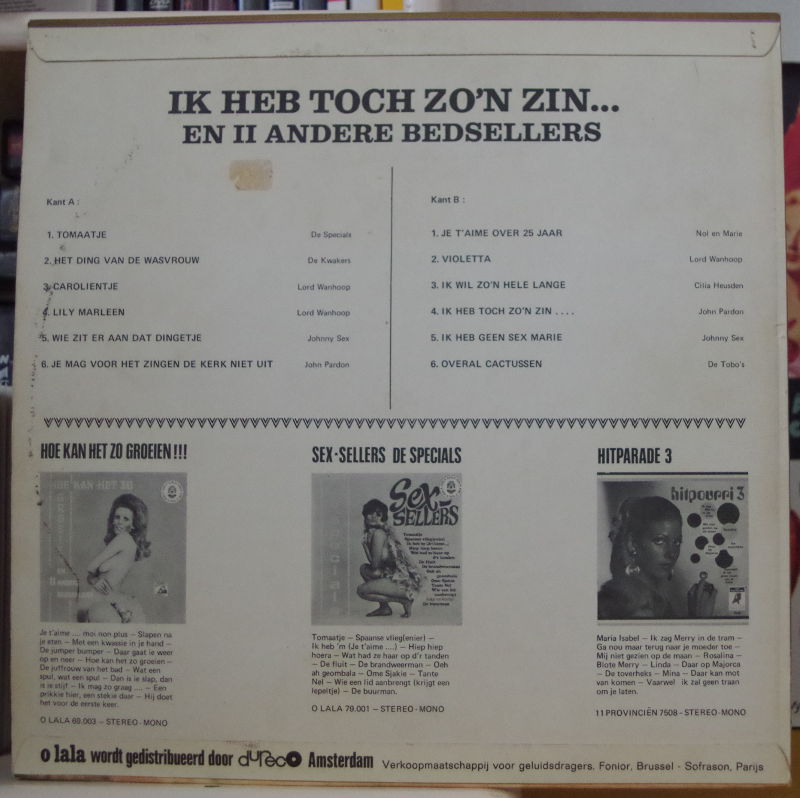 IK HEB TOCH ZO'N ZIN...
EN II ANDERE BEDSELLERS
Kant A :
1. TOMAATJE De Specials
2. HET DING VAN DE WASVROUW De Kwakers
3. CAROLIENTJE Lord Wanhoop
4. LILY MARLEEN Lord Wanhoop
5. WIE ZIT ER AAN DAT DINGETJE Johnny Sex
6. JE MAG VOOR HET ZINGEN DE KERK NIET UIT John Pardon
Kant B :
1. JE T'AIME OVER 25 JAAR Nol en Marie
2. VIOLETTA Lord Wanhoop
3. IK WIL ZO'N HELE LANGE Cilia Heusden
4. IK HEB TOCH ZO'N ZIN .... John Pardon
5. IK HEB GEEN SEX MARIE Johnny Sex
6. OVERAL CACTUSSEN De Tobo's
HOE KAN HET ZO GROEIEN!!!
HOE KAN HET ZO
Je t'aime .... moi non plus – Slapen na
je eten – Met een kwassie in je hand –
De jumper bumper – Daar gaat ie weer
op en neer – Hoe kan het zo groeien –
De juffrouw van het bad – Wat een
spul, wat een spul – Dan is ie slap, dan
is ie stijf – Ik mag zo graag .... – Een
prikkie hier, een stekie daar – Hij doet
het voor de eerste keer.
O LALA 69.003 – STEREO-MONO
SEX-SELLERS DE SPECIALS
Sex-
SELLERS
Tomaatje – Spaanse vlieg(enier) –
Ik heb 'm (Je t'aime ....) – Hiep hiep
hoera – Wat had ze haar op d'r tanden
– De fluit – De brandweerman – Oeh
ah geombala – Ome Sjakie – Tante
Nel – Wie een lid aanbrengt (krijgt een
lepeltje) – De buurman.
O LALA 79.001 – STEREO-MONO
HITPARADE 3
hitpourri 3
Maria Isabel – Ik zag Merry in de tram –
Ga nou maar terug naar je moeder toe –
Mij niet gezien op de maan – Rosalina –
Blote Merry – Linda – Daar op Majorca
– De toverheks – Mina – Daar kan mot
van komen – Vaarwel ik zal geen traan
om je laten.
11 PROVINCIËN 7508 – STEREO-MONO
o lala wordt gedistribueerd door dureco Amsterdam Verkoopmaatschappij voor geluidsdragers. Fonior, Brussel - Sofrason, Parijs